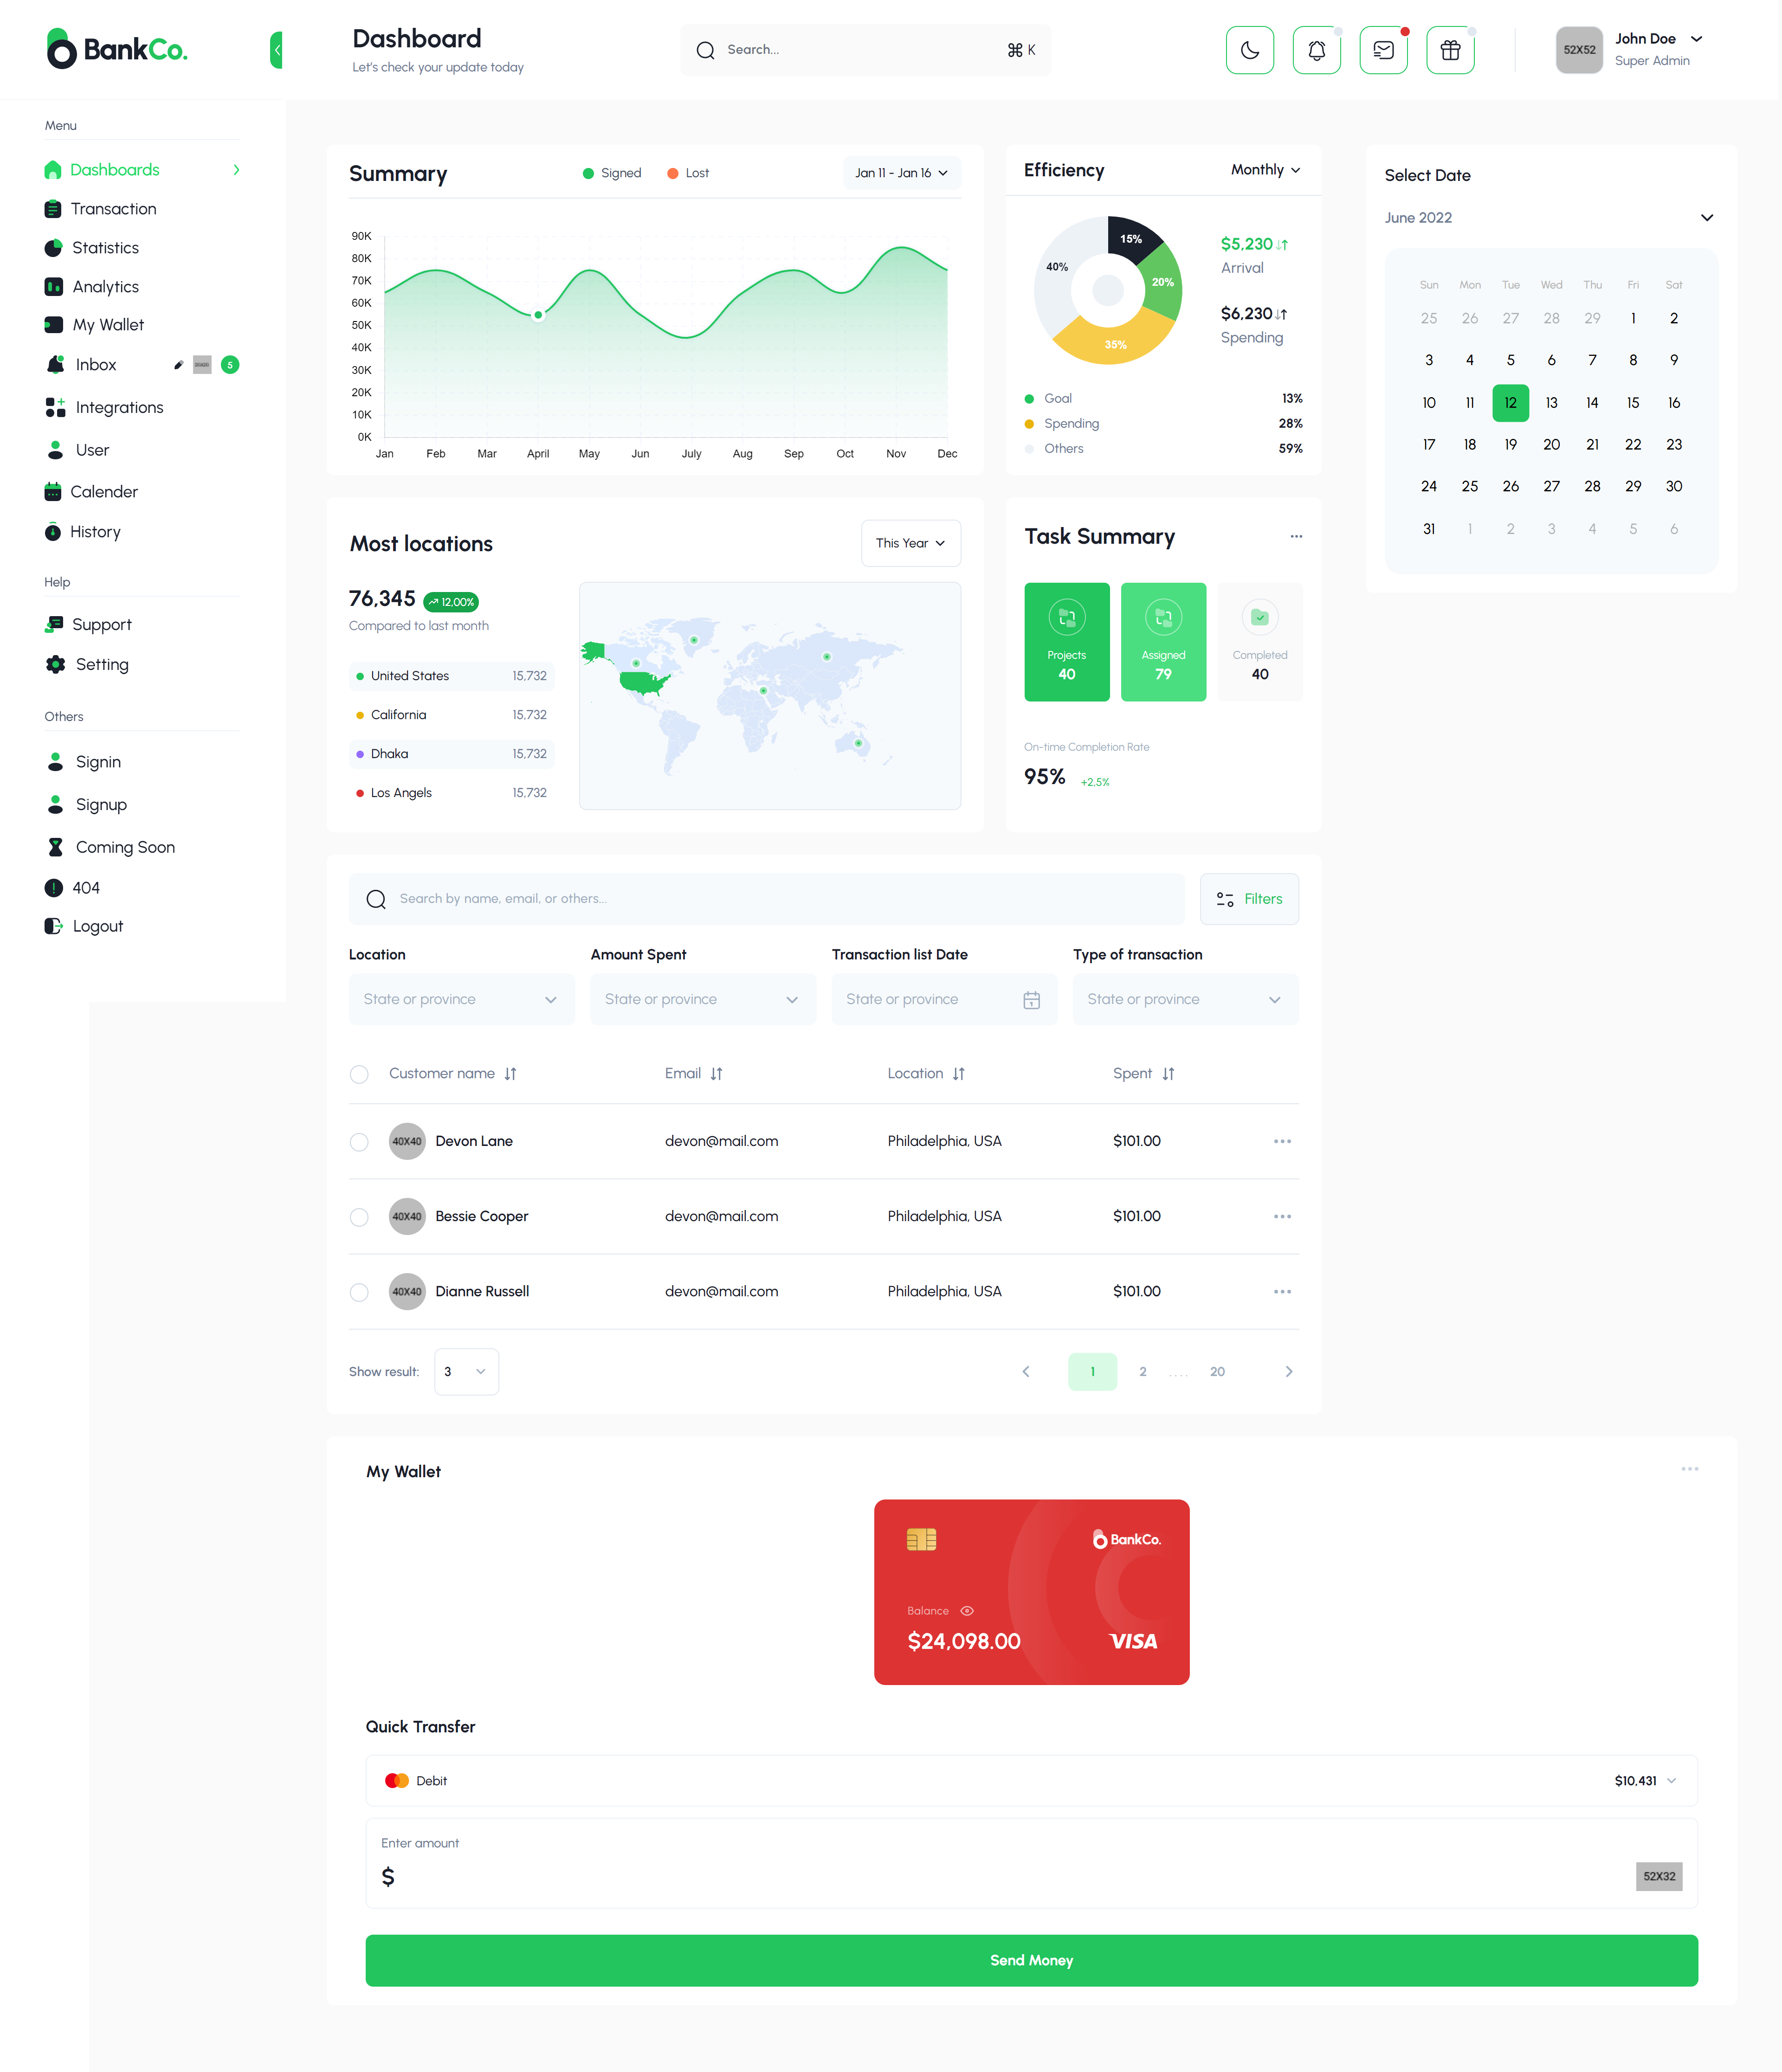 BankCo.
Dashboard
Let's check your update today
Search...
⌘ K
52X52
John Doe
Super Admin
Menu
Dashboards
Transaction
Statistics
Analytics
My Wallet
Inbox
5
Integrations
User
Calender
History
Help
Support
Setting
Others
Signin
Signup
Coming Soon
404
Logout
Summary
Signed
Lost
Jan 11 - Jan 16
90K
80K
70K
60K
50K
40K
30K
20K
10K
0K
Jan Feb Mar April May Jun July Aug Sep Oct Nov Dec
Efficiency
Monthly
15%
20%
35%
40%
$5,230
Arrival
$6,230
Spending
Goal 13%
Spending 28%
Others 59%
Select Date
June 2022
Sun Mon Tue Wed Thu Fri Sat
25 26 27 28 29 1 2
3 4 5 6 7 8 9
10 11 12 13 14 15 16
17 18 19 20 21 22 23
24 25 26 27 28 29 30
31 1 2 3 4 5 6
Most locations
This Year
76,345
12,00%
Compared to last month
United States 15,732
California 15,732
Dhaka 15,732
Los Angels 15,732
Task Summary
...
Projects
40
Assigned
79
Completed
40
On-time Completion Rate
95%
+2.5%
Search by name, email, or others...
Filters
Location
State or province
Amount Spent
State or province
Transaction list Date
State or province
Type of transaction
State or province
Customer name Email Location Spent
40X40 Devon Lane devon@mail.com Philadelphia, USA $101.00
40X40 Bessie Cooper devon@mail.com Philadelphia, USA $101.00
40X40 Dianne Russell devon@mail.com Philadelphia, USA $101.00
Show result: 3
1 2 .... 20
My Wallet
BankCo.
Balance
$24,098.00
VISA
Quick Transfer
Debit
$10,431
Enter amount
$
52X32
Send Money